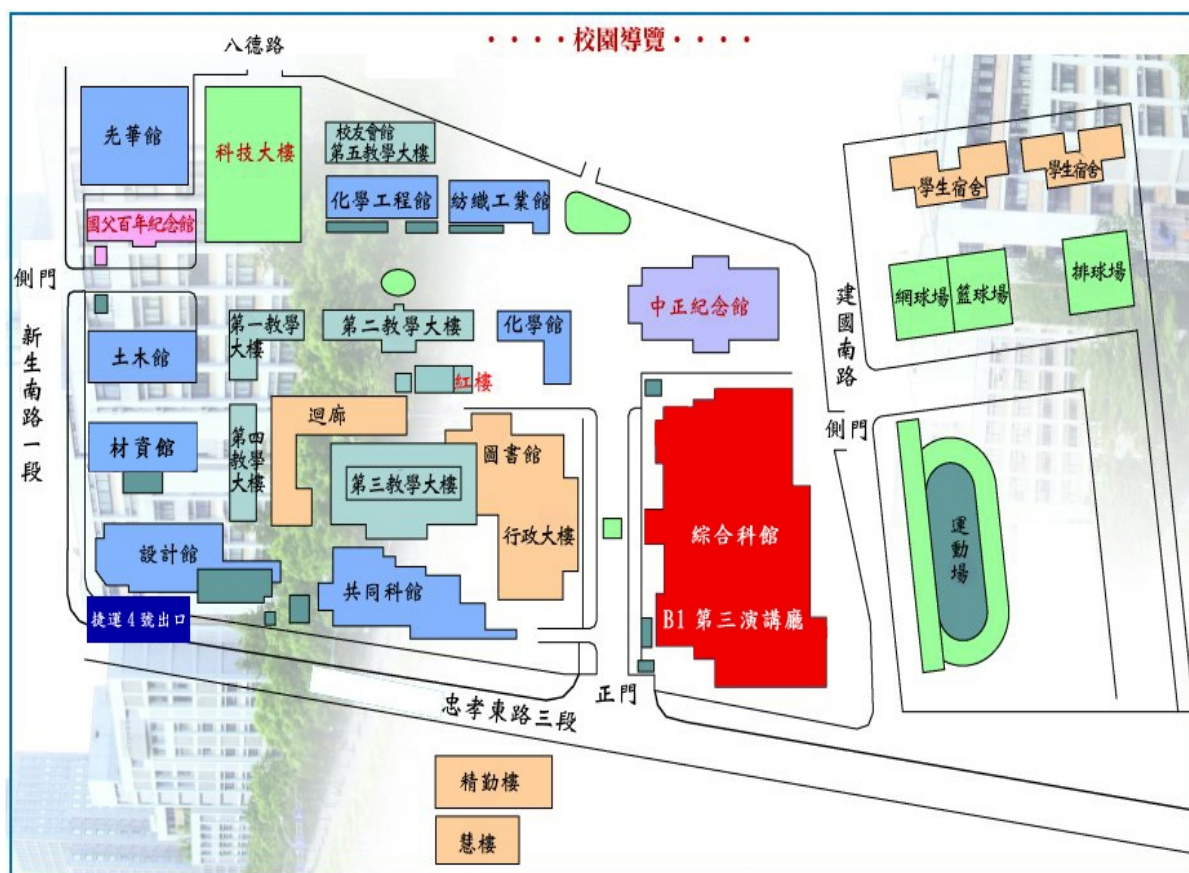 ・・・・校園導覽・・・・
八德路
光華館
科技大樓
校友會館
第五教學大樓
化學工程館
紡織工業館
國父百年紀念館
側門
學生宿舍
學生宿舍
網球場
籃球場
排球場
中正紀念館
建國南路
新生南路一段
土木館
第一教學
大樓
第二教學大樓
化學館
紅樓
迴廊
材資館
第四
教學
大樓
圖書館
第三教學大樓
行政大樓
側門
綜合科館
B1 第三演講廳
運動場
設計館
共同科館
捷運4號出口
正門
忠孝東路三段
精勤樓
慧樓